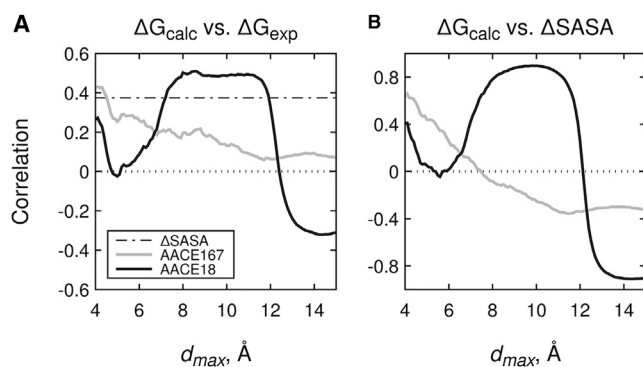 A
ΔGcalc vs. ΔGexp
Correlation
0.6
0.4
0.2
0
-0.2
-0.4
-0.6
ΔSASA
AACE167
AACE18
4 6 8 10 12 14
dmax, Å
B
ΔGcalc vs. ΔSASA
0.8
0.4
0
-0.4
-0.8
4 6 8 10 12 14
dmax, Å